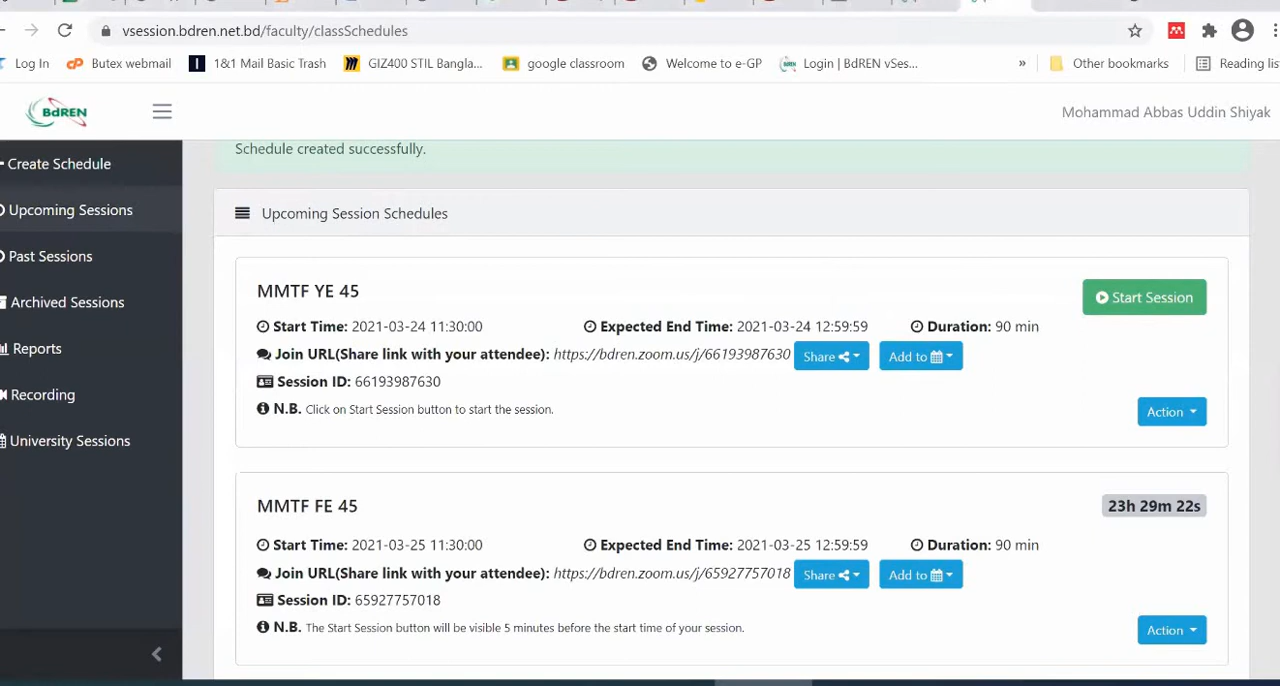 vsession.bdren.net.bd/faculty/classSchedules
Log In Butex webmail 1&1 Mail Basic Trash GIZ400 STIL Bangla... google classroom Welcome to e-GP Login | BdREN vSes... » Other bookmarks Reading list
BdREN Mohammad Abbas Uddin Shiyak
Create Schedule
Upcoming Sessions
Past Sessions
Archived Sessions
Reports
Recording
University Sessions
Schedule created successfully.
Upcoming Session Schedules
MMTF YE 45 Start Session
Start Time: 2021-03-24 11:30:00 Expected End Time: 2021-03-24 12:59:59 Duration: 90 min
Join URL(Share link with your attendee): https://bdren.zoom.us/j/66193987630 Share Add to
Session ID: 66193987630
N.B. Click on Start Session button to start the session.
Action
MMTF FE 45 23h 29m 22s
Start Time: 2021-03-25 11:30:00 Expected End Time: 2021-03-25 12:59:59 Duration: 90 min
Join URL(Share link with your attendee): https://bdren.zoom.us/j/65927757018 Share Add to
Session ID: 65927757018
N.B. The Start Session button will be visible 5 minutes before the start time of your session.
Action